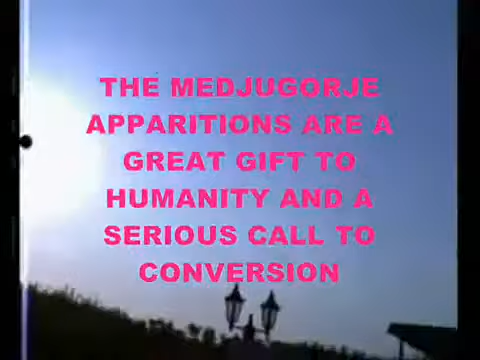 THE MEDJUGORJE
APPARITIONS ARE A
GREAT GIFT TO
HUMANITY AND A
SERIOUS CALL TO
CONVERSION